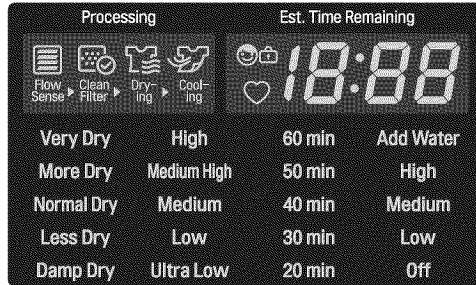 Processing Est. Time Remaining
Flow Sense Clean Filter Dry-ing Cool-ing 18:88
Very Dry High 60 min Add Water
More Dry Medium High 50 min High
Normal Dry Medium 40 min Medium
Less Dry Low 30 min Low
Damp Dry Ultra Low 20 min Off